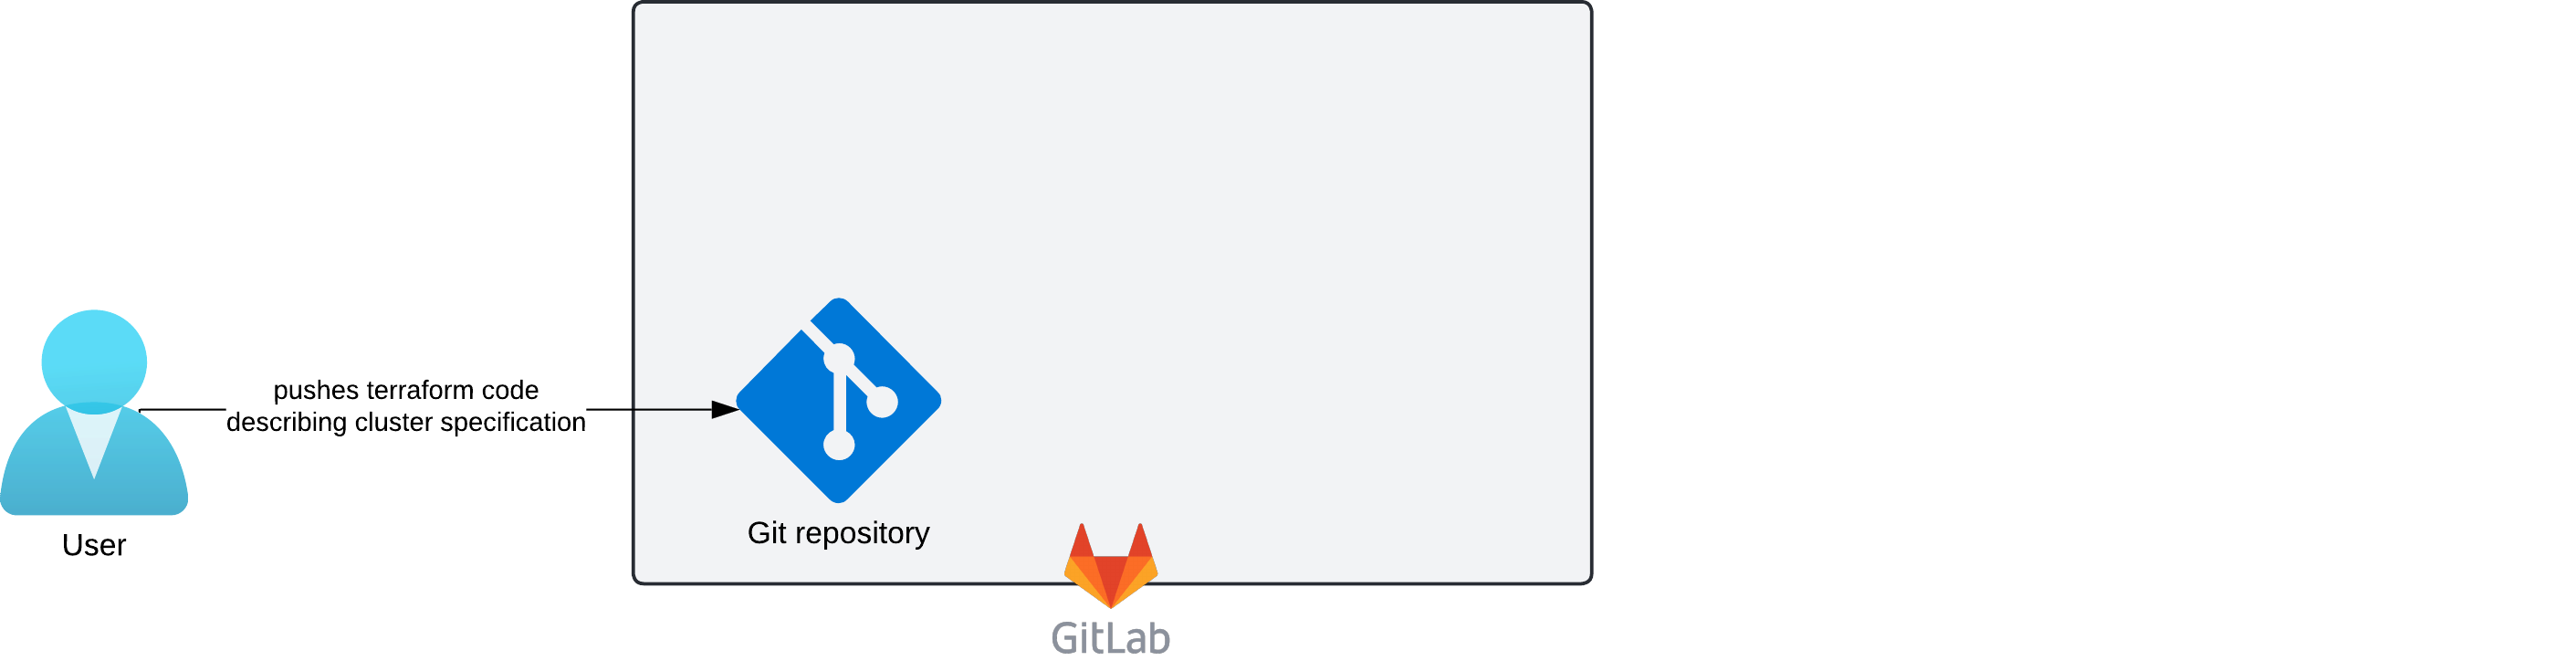 pushes terraform code
describing cluster specification
User
Git repository
GitLab